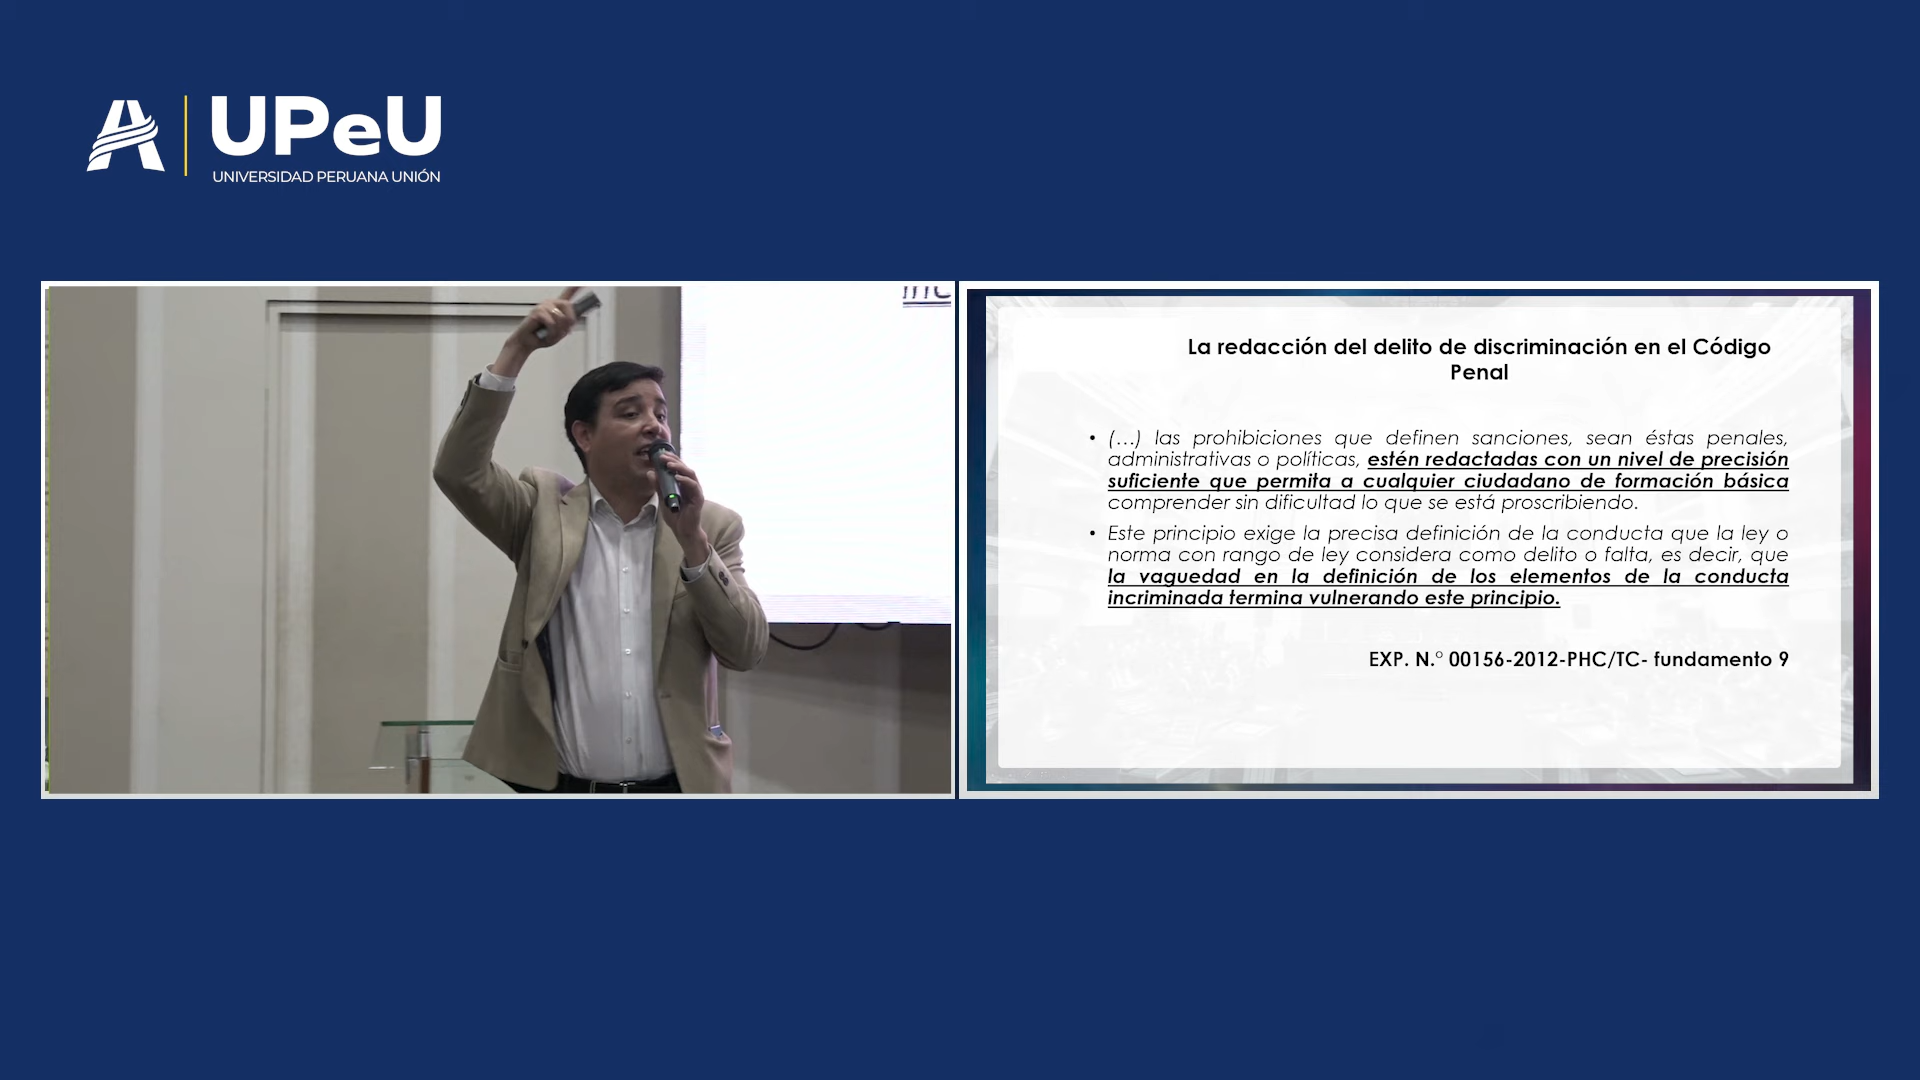 UPeU
UNIVERSIDAD PERUANA UNIÓN
La redacción del delito de discriminación en el Código
Penal
• (...) las prohibiciones que definen sanciones, sean éstas penales,
administrativas o políticas, estén redactadas con un nivel de precisión
suficiente que permita a cualquier ciudadano de formación básica
comprender sin dificultad lo que se está proscribiendo.
• Este principio exige la precisa definición de la conducta que la ley o
norma con rango de ley considera como delito o falta, es decir, que
la vaguedad en la definición de los elementos de la conducta
incriminada termina vulnerando este principio.
EXP. N.° 00156-2012-PHC/TC- fundamento 9